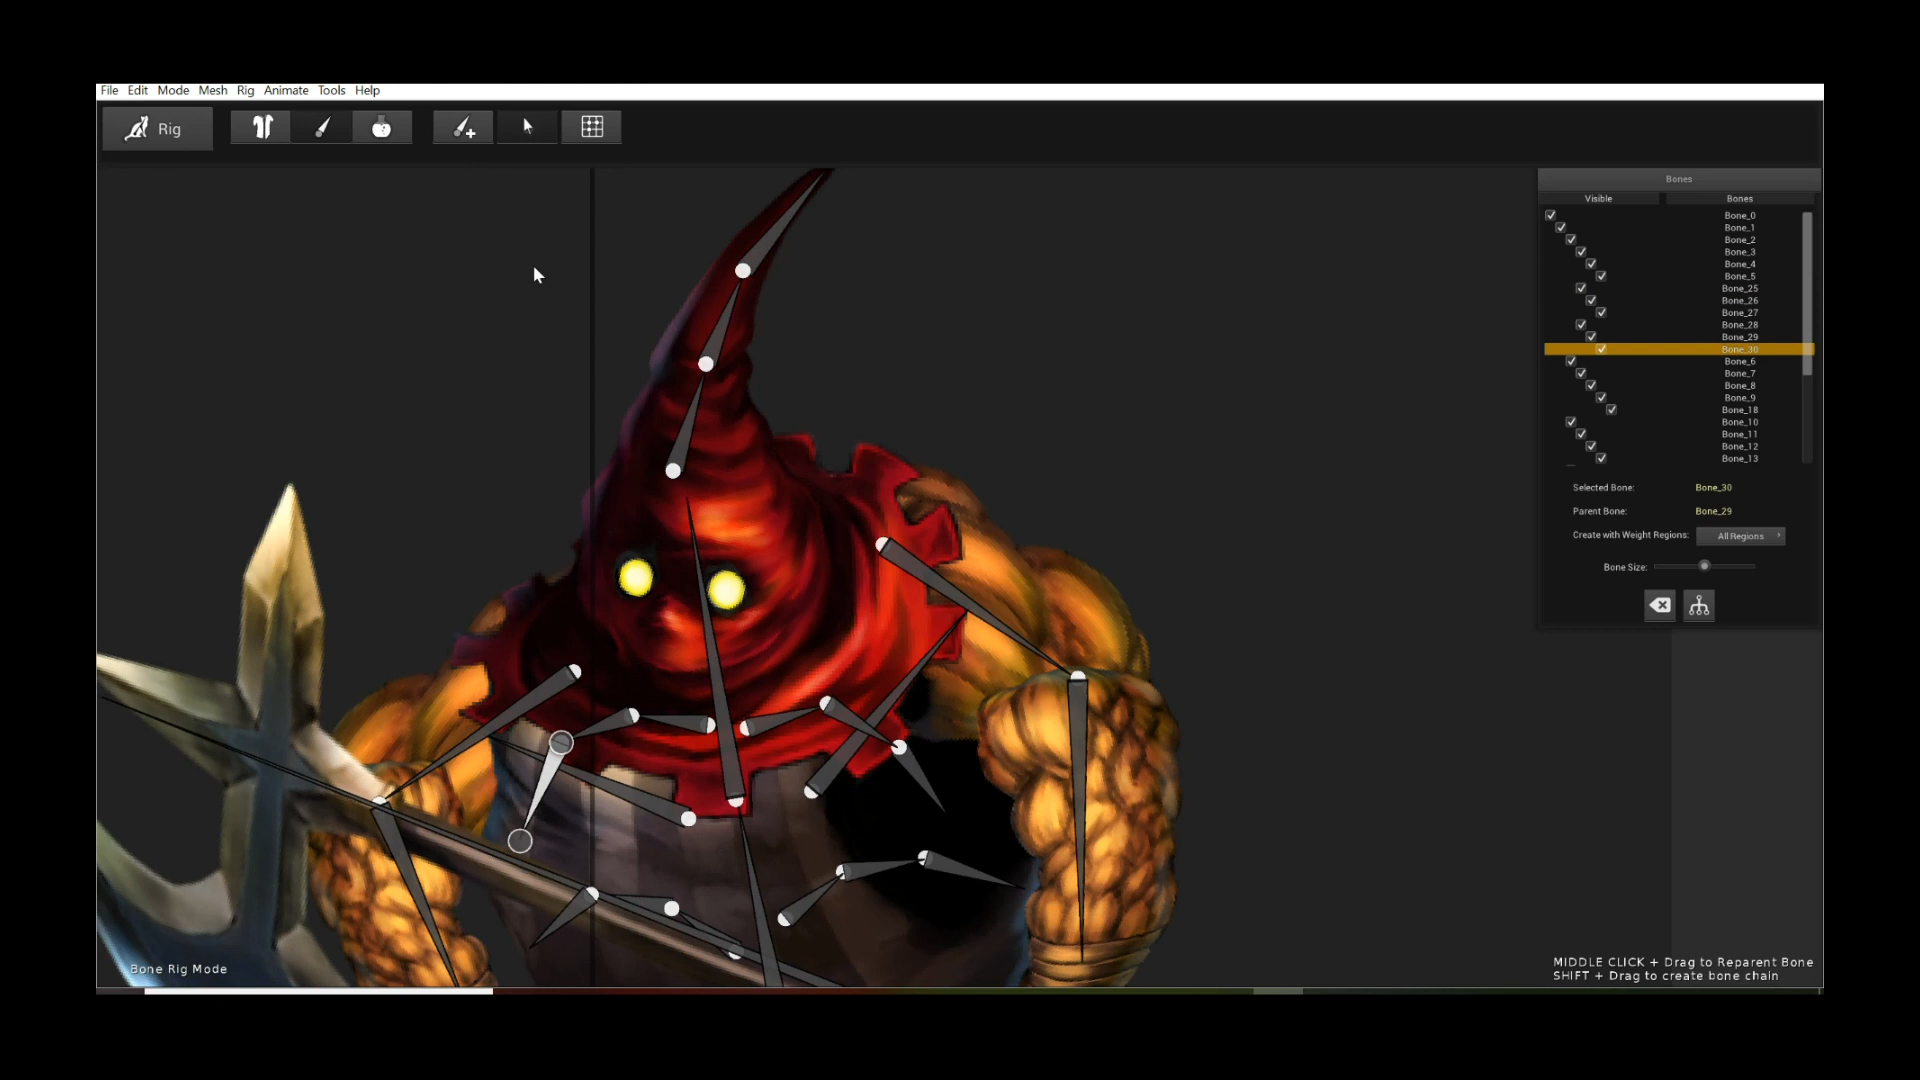 File Edit Mode Mesh Rig Animate Tools Help
Rig
Bones
Visible Bones
Bone_0
Bone_1
Bone_2
Bone_3
Bone_4
Bone_5
Bone_25
Bone_26
Bone_27
Bone_28
Bone_29
Bone_30
Bone_6
Bone_7
Bone_8
Bone_9
Bone_18
Bone_10
Bone_11
Bone_12
Bone_13
Selected Bone: Bone_30
Parent Bone: Bone_29
Create with Weight Regions: All Regions
Bone Size:
Bone Rig Mode
MIDDLE CLICK + Drag to Reparent Bone
SHIFT + Drag to create bone chain